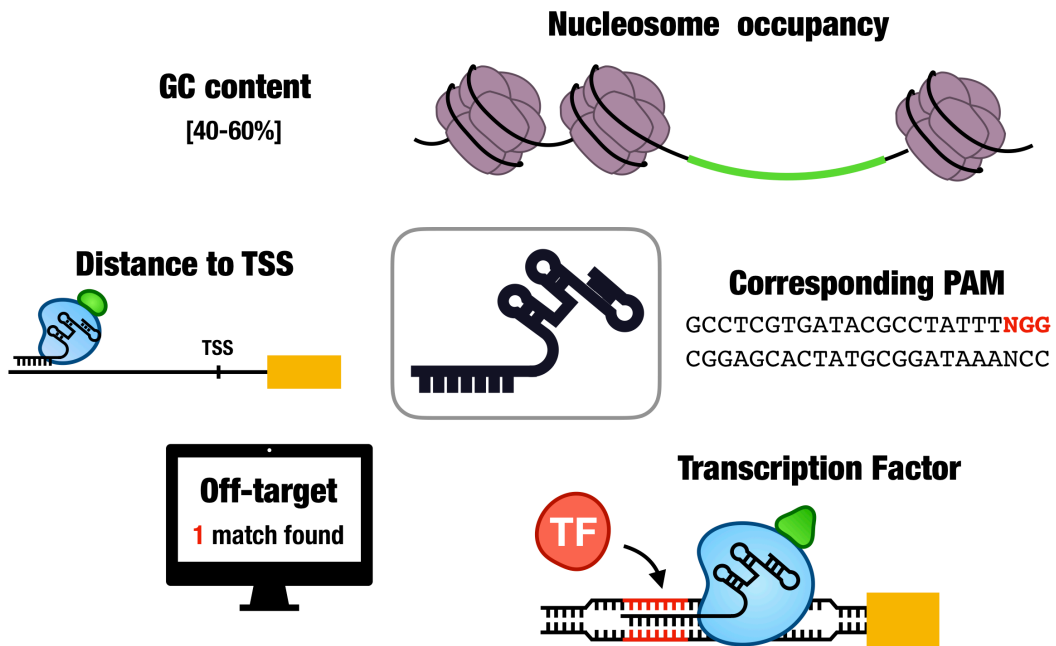 Nucleosome occupancy
GC content
[40-60%]
Distance to TSS
TSS
Corresponding PAM
GCCTCGTGATACGCCTATTTNGG
CGGAGCACTATGCGGATAAANCC
Off-target
1 match found
Transcription Factor
TF